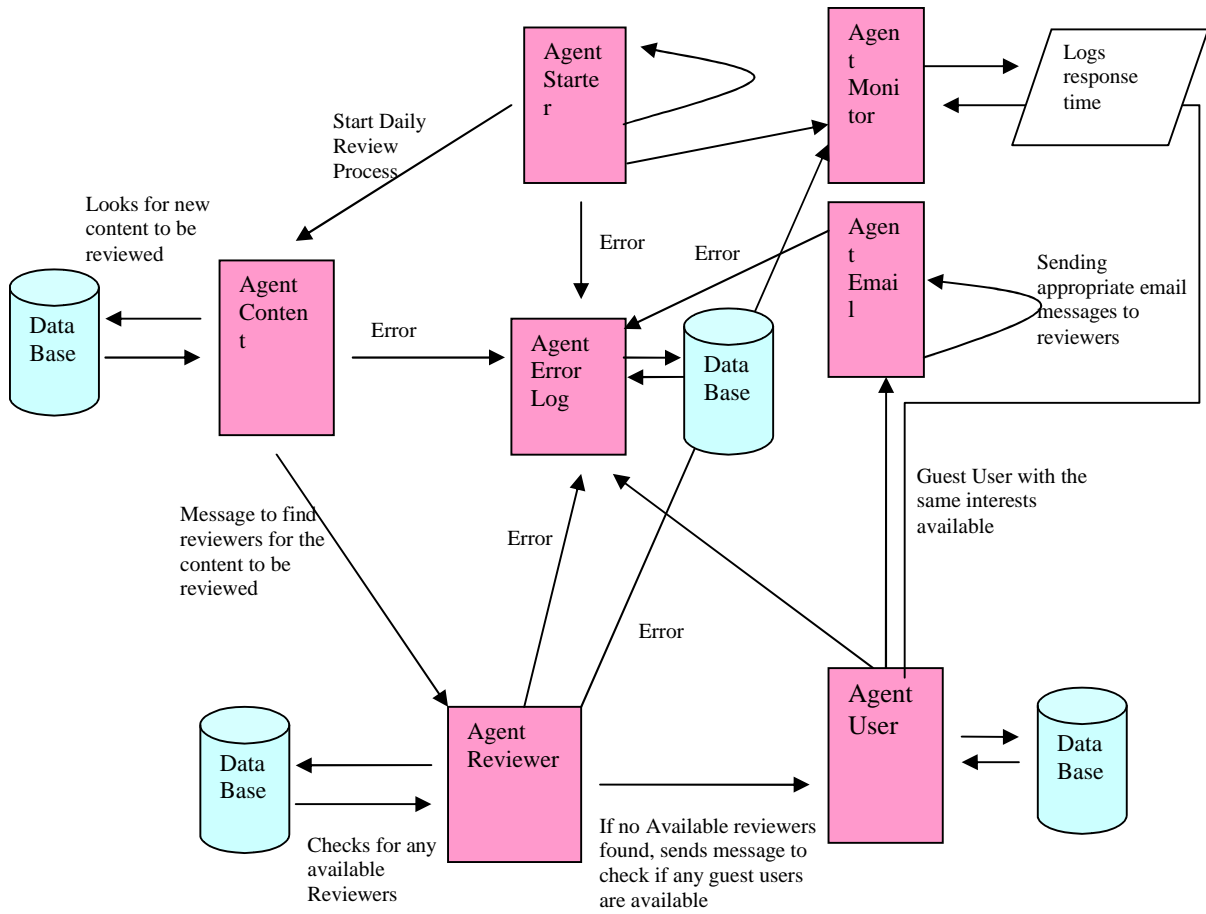 Agent
Starte
r
Agen
t
Moni
tor
Logs
response
time
Start Daily
Review
Process
Looks for new
content to be
reviewed
Data
Base
Agent
Conten
t
Error
Error
Error
Agen
t
Emai
l
Sending
appropriate email
messages to
reviewers
Agent
Error
Log
Data
Base
Message to find
reviewers for the
content to be
reviewed
Error
Error
Guest User with the
same interests
available
Data
Base
Checks for any
available
Reviewers
Agent
Reviewer
If no Available reviewers
found, sends message to
check if any guest users
are available
Agent
User
Data
Base